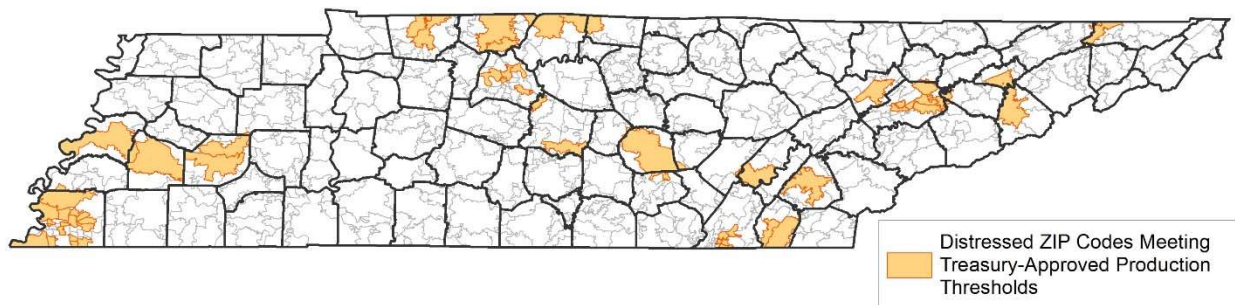 Distressed ZIP Codes Meeting
Treasury-Approved Production
Thresholds